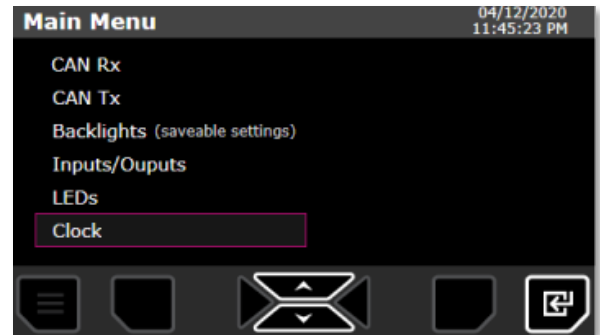 Main Menu
04/12/2020
11:45:23 PM
CAN Rx
CAN Tx
Backlights (saveable settings)
Inputs/Ouputs
LEDs
Clock